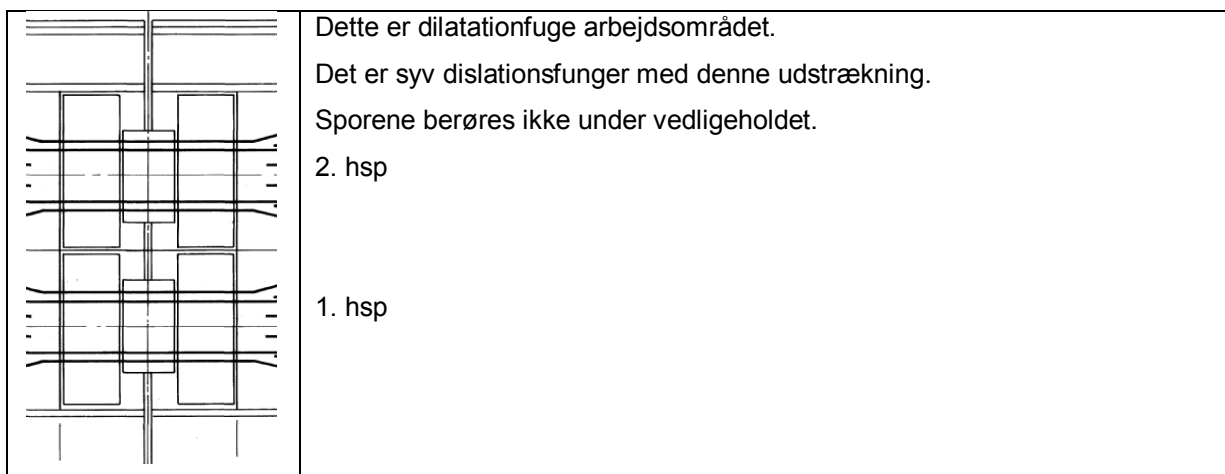 Dette er dilatationfuge arbejdsområdet.
Det er syv dislationsfunger med denne udstrækning.
Sporene berøres ikke under vedligeholdet.
2. hsp
1. hsp